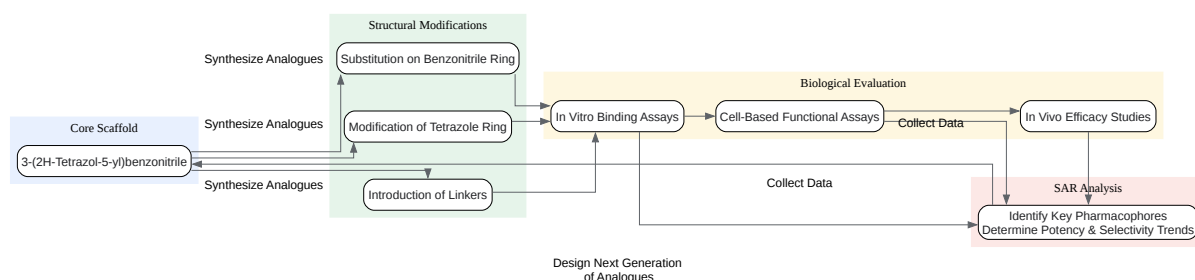 Structural Modifications
Synthesize Analogues
Substitution on Benzonitrile Ring
Biological Evaluation
Core Scaffold
Synthesize Analogues
Modification of Tetrazole Ring
In Vitro Binding Assays
Cell-Based Functional Assays
Collect Data
In Vivo Efficacy Studies
3-(2H-Tetrazol-5-yl)benzonitrile
Synthesize Analogues
Introduction of Linkers
Collect Data
SAR Analysis
Identify Key Pharmacophores
Determine Potency & Selectivity Trends
Design Next Generation
of Analogues